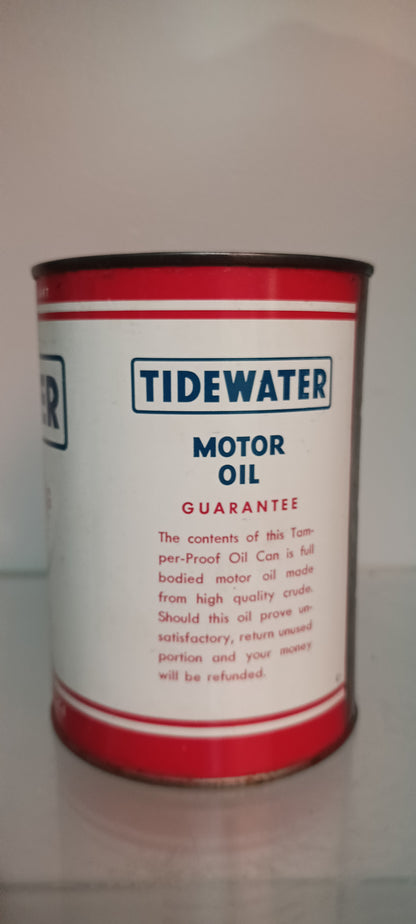 ER
TIDEWATER
MOTOR
OIL
GUARANTEE
The contents of this Tam-
per-Proof Oil Can is full
bodied motor oil made
from high quality crude.
Should this oil prove un-
satisfactory, return unused
portion and your money
will be refunded.